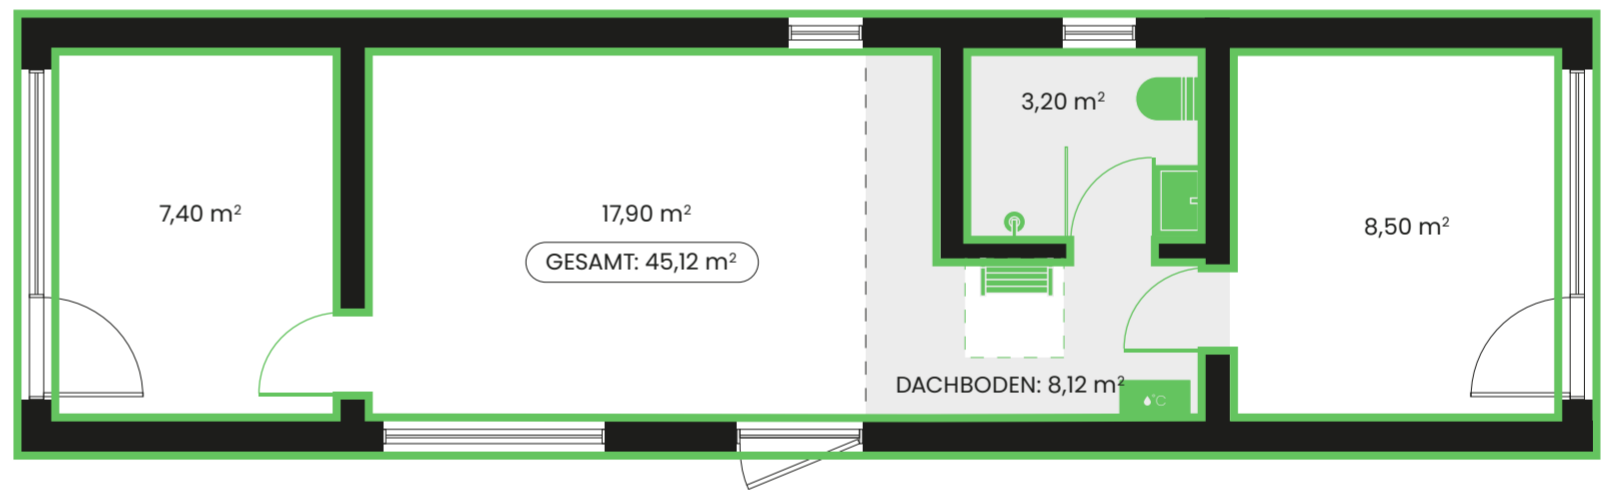 3,20 m²
7,40 m²
17,90 m²
8,50 m²
GESAMT: 45,12 m²
DACHBODEN: 8,12 m²
°C